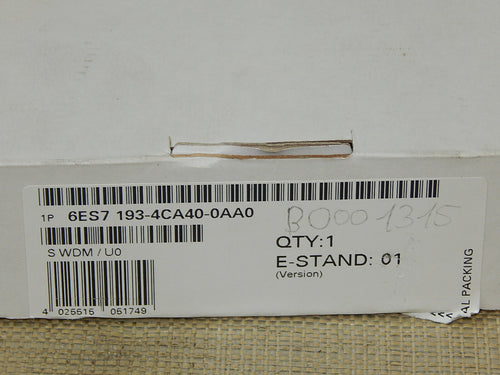 1P 6ES7 193-4CA40-0AA0
B0001315
S WDM / U0
QTY:1
E-STAND: 01
(Version)
4 025515 051749
AL PACKING